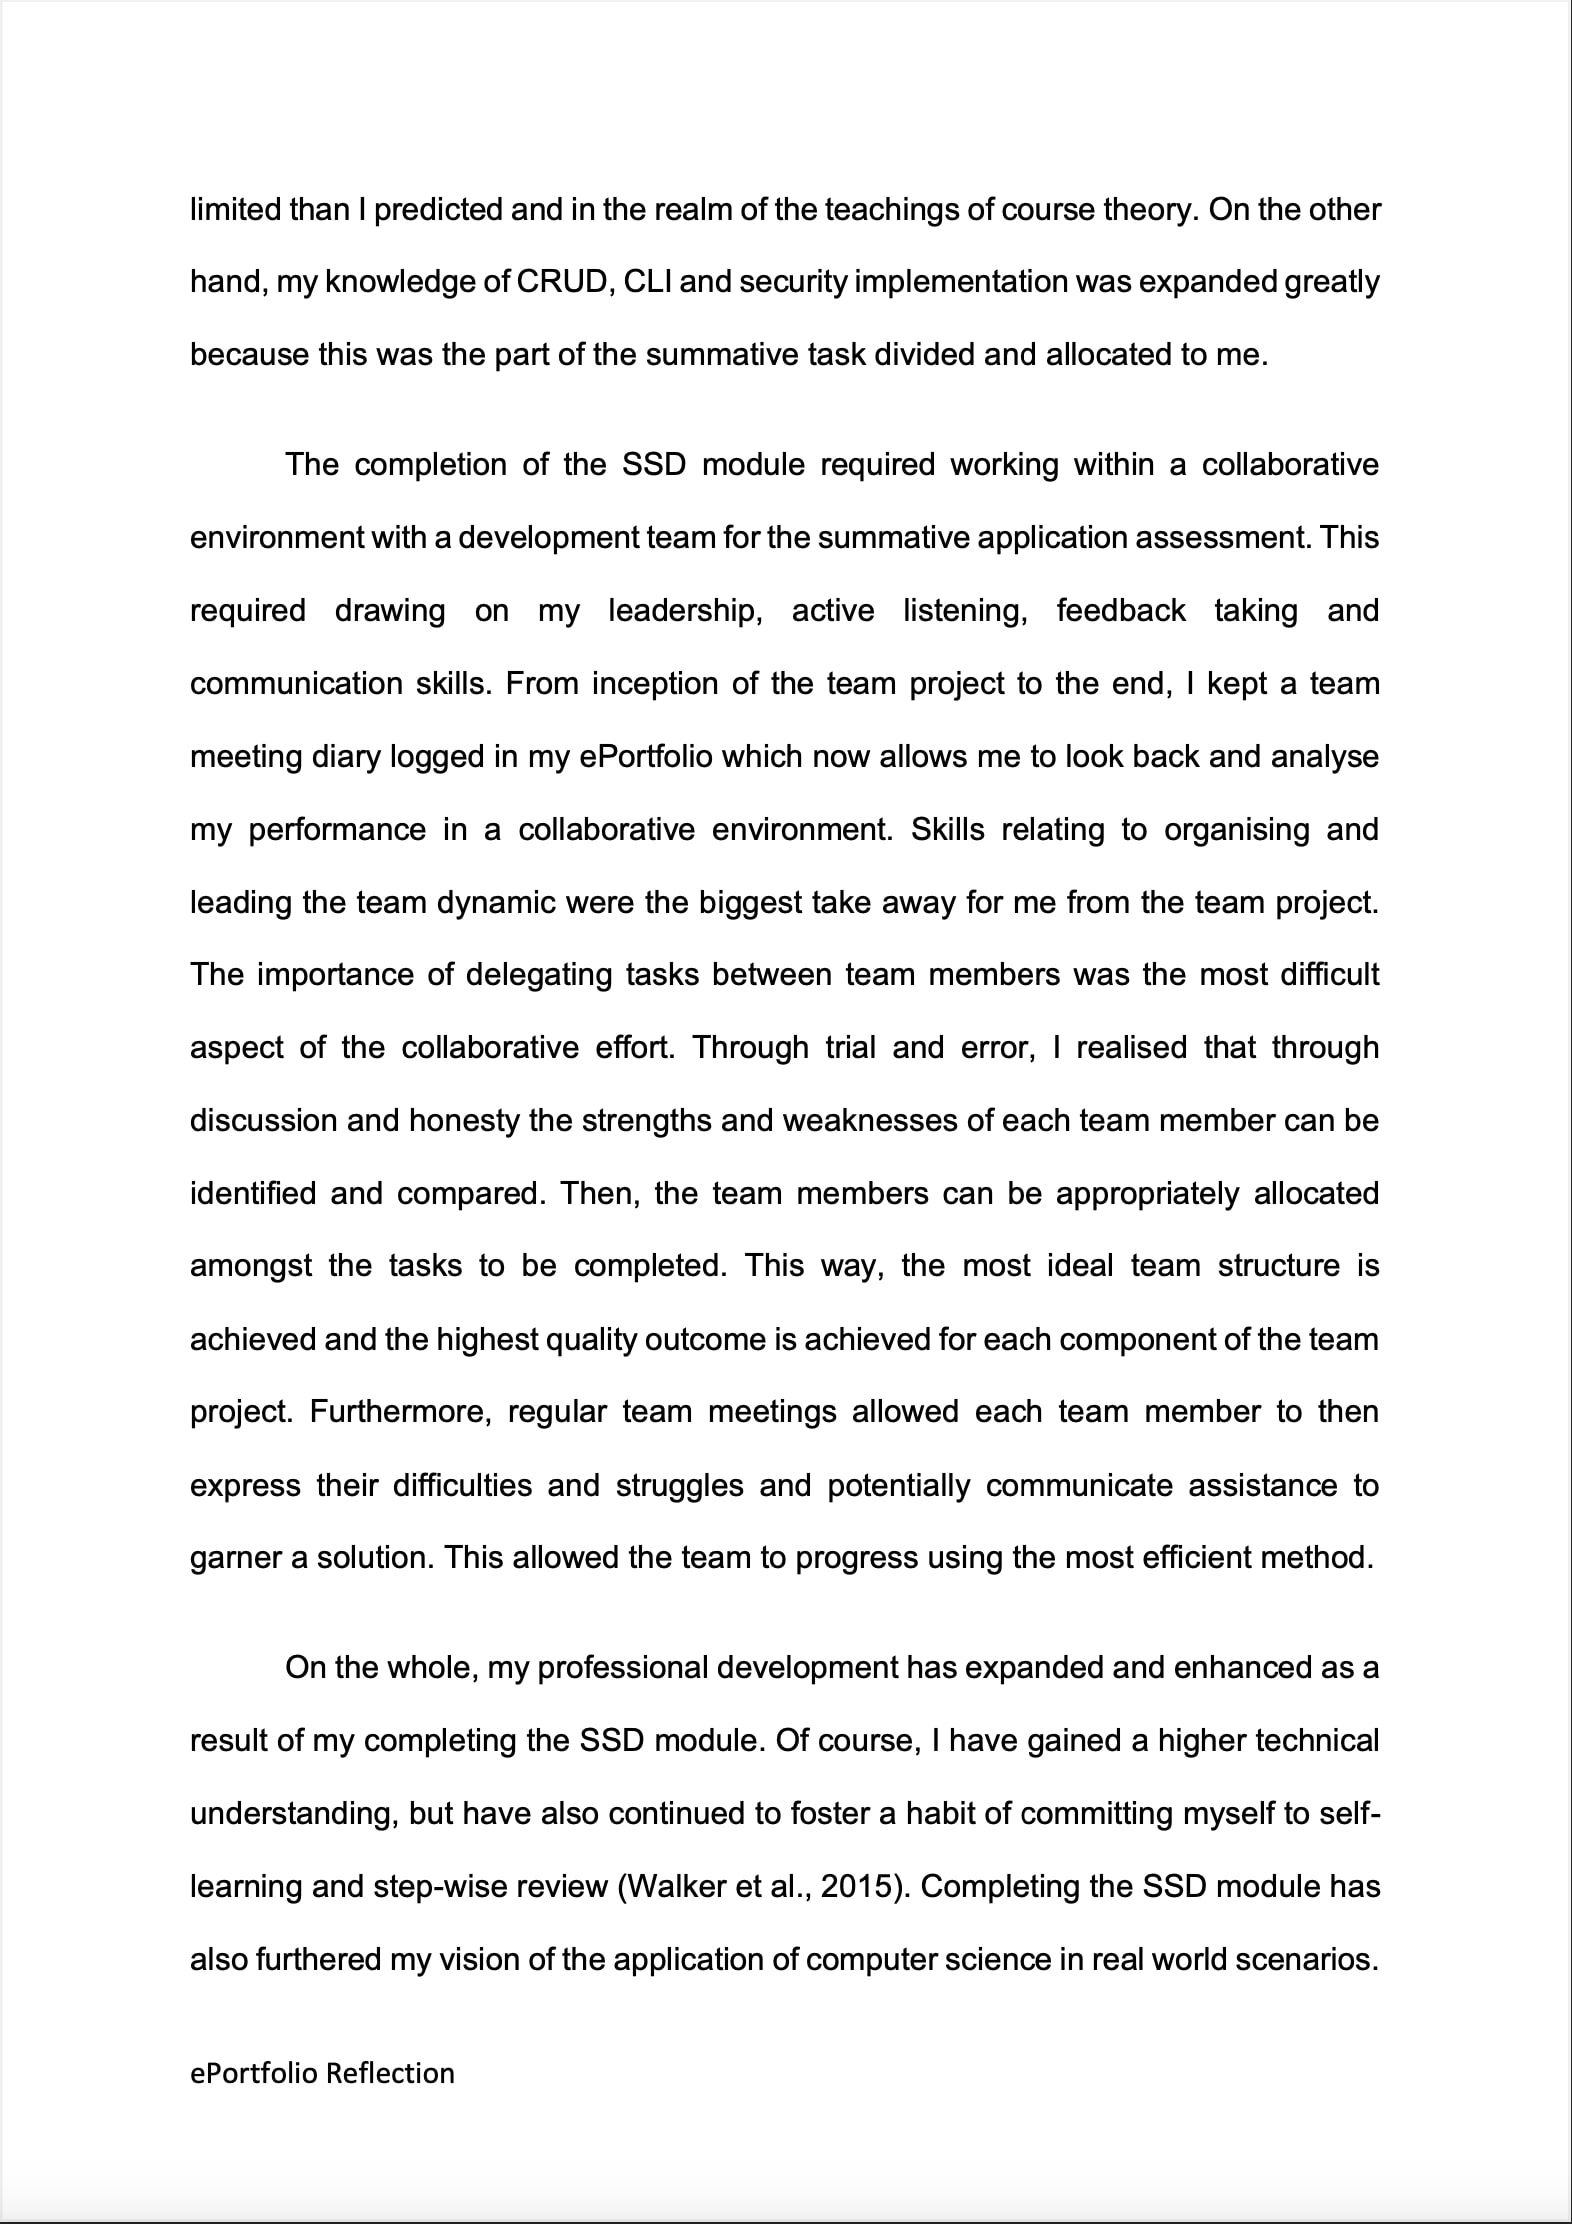 limited than I predicted and in the realm of the teachings of course theory. On the other
hand, my knowledge of CRUD, CLI and security implementation was expanded greatly
because this was the part of the summative task divided and allocated to me.
The completion of the SSD module required working within a collaborative
environment with a development team for the summative application assessment. This
required drawing on my leadership, active listening, feedback taking and
communication skills. From inception of the team project to the end, I kept a team
meeting diary logged in my ePortfolio which now allows me to look back and analyse
my performance in a collaborative environment. Skills relating to organising and
leading the team dynamic were the biggest take away for me from the team project.
The importance of delegating tasks between team members was the most difficult
aspect of the collaborative effort. Through trial and error, I realised that through
discussion and honesty the strengths and weaknesses of each team member can be
identified and compared. Then, the team members can be appropriately allocated
amongst the tasks to be completed. This way, the most ideal team structure is
achieved and the highest quality outcome is achieved for each component of the team
project. Furthermore, regular team meetings allowed each team member to then
express their difficulties and struggles and potentially communicate assistance to
garner a solution. This allowed the team to progress using the most efficient method.
On the whole, my professional development has expanded and enhanced as a
result of my completing the SSD module. Of course, I have gained a higher technical
understanding, but have also continued to foster a habit of committing myself to self-
learning and step-wise review (Walker et al., 2015). Completing the SSD module has
also furthered my vision of the application of computer science in real world scenarios.
ePortfolio Reflection